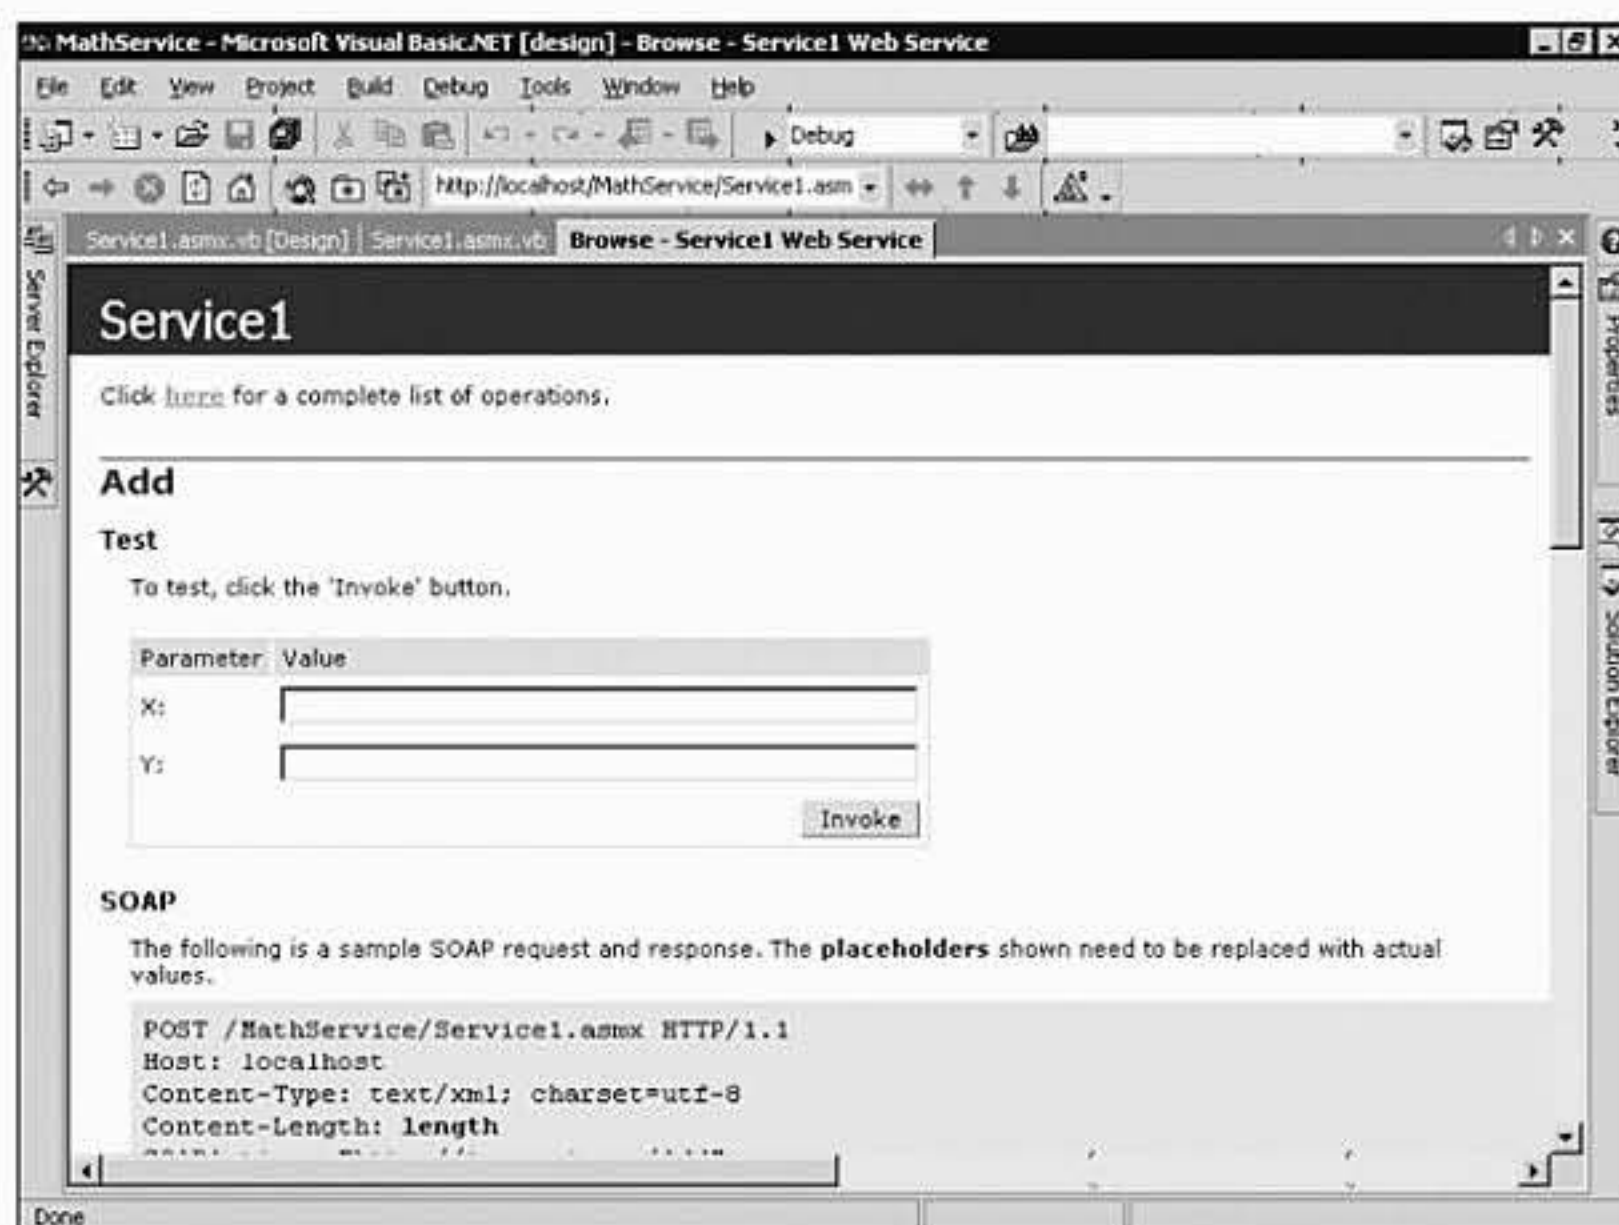 MathService - Microsoft Visual Basic.NET [design] - Browse - Service1 Web Service
File Edit View Project Build Debug Tools Window Help
Debug
http://localhost/MathService/Service1.asm
Service1.asmx.vb [Design] Service1.asmx.vb Browse - Service1 Web Service
Server Explorer
Properties
Solution Explorer
Service1
Click here for a complete list of operations.
Add
Test
To test, click the 'Invoke' button.
Parameter Value
X:
Y:
Invoke
SOAP
The following is a sample SOAP request and response. The placeholders shown need to be replaced with actual
values.
POST /MathService/Service1.asmx HTTP/1.1
Host: localhost
Content-Type: text/xml; charset=utf-8
Content-Length: length
Done